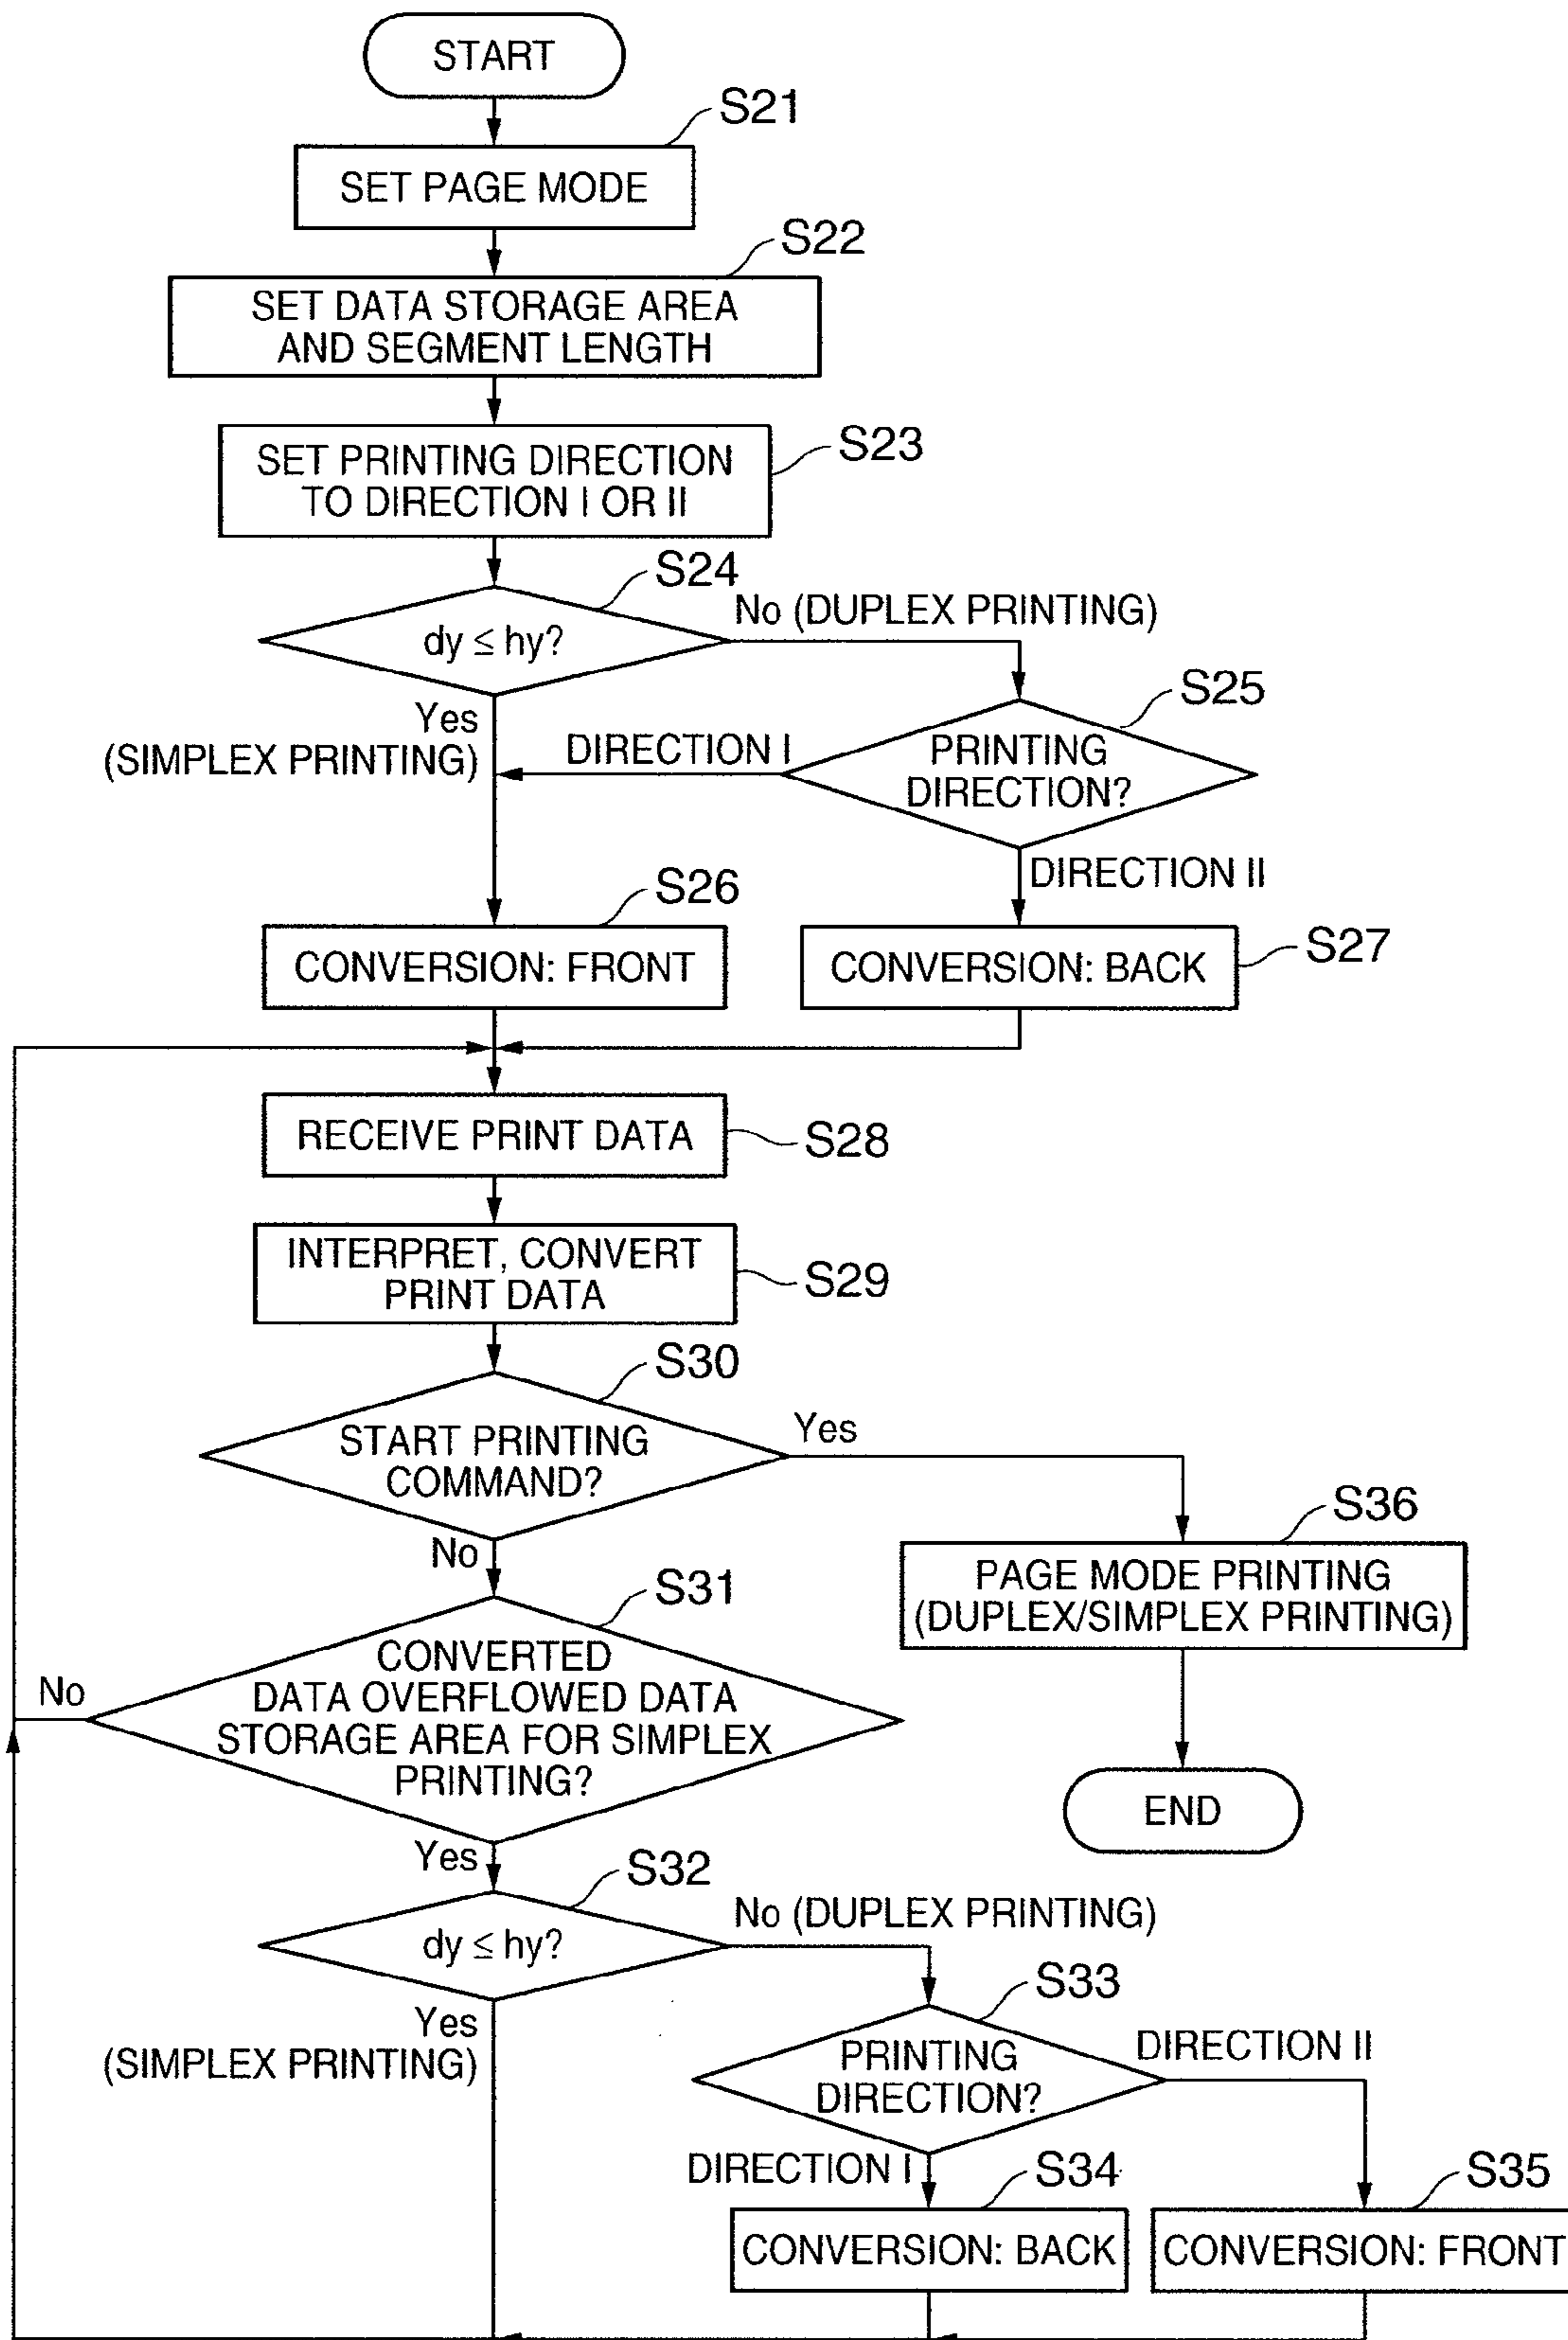 START
S21
SET PAGE MODE
S22
SET DATA STORAGE AREA
AND SEGMENT LENGTH
S23
SET PRINTING DIRECTION
TO DIRECTION I OR II
S24
No (DUPLEX PRINTING)
dy ≤ hy?
S25
Yes
(SIMPLEX PRINTING)
DIRECTION I
PRINTING
DIRECTION?
DIRECTION II
S26
CONVERSION: FRONT
CONVERSION: BACK
S27
RECEIVE PRINT DATA
S28
INTERPRET, CONVERT
PRINT DATA
S29
S30
START PRINTING
COMMAND?
Yes
No
S36
PAGE MODE PRINTING
(DUPLEX/SIMPLEX PRINTING)
S31
CONVERTED
DATA OVERFLOWED DATA
STORAGE AREA FOR SIMPLEX
PRINTING?
No
END
Yes
S32
No (DUPLEX PRINTING)
dy ≤ hy?
S33
Yes
(SIMPLEX PRINTING)
PRINTING
DIRECTION?
DIRECTION II
DIRECTION I
S34
S35
CONVERSION: BACK
CONVERSION: FRONT